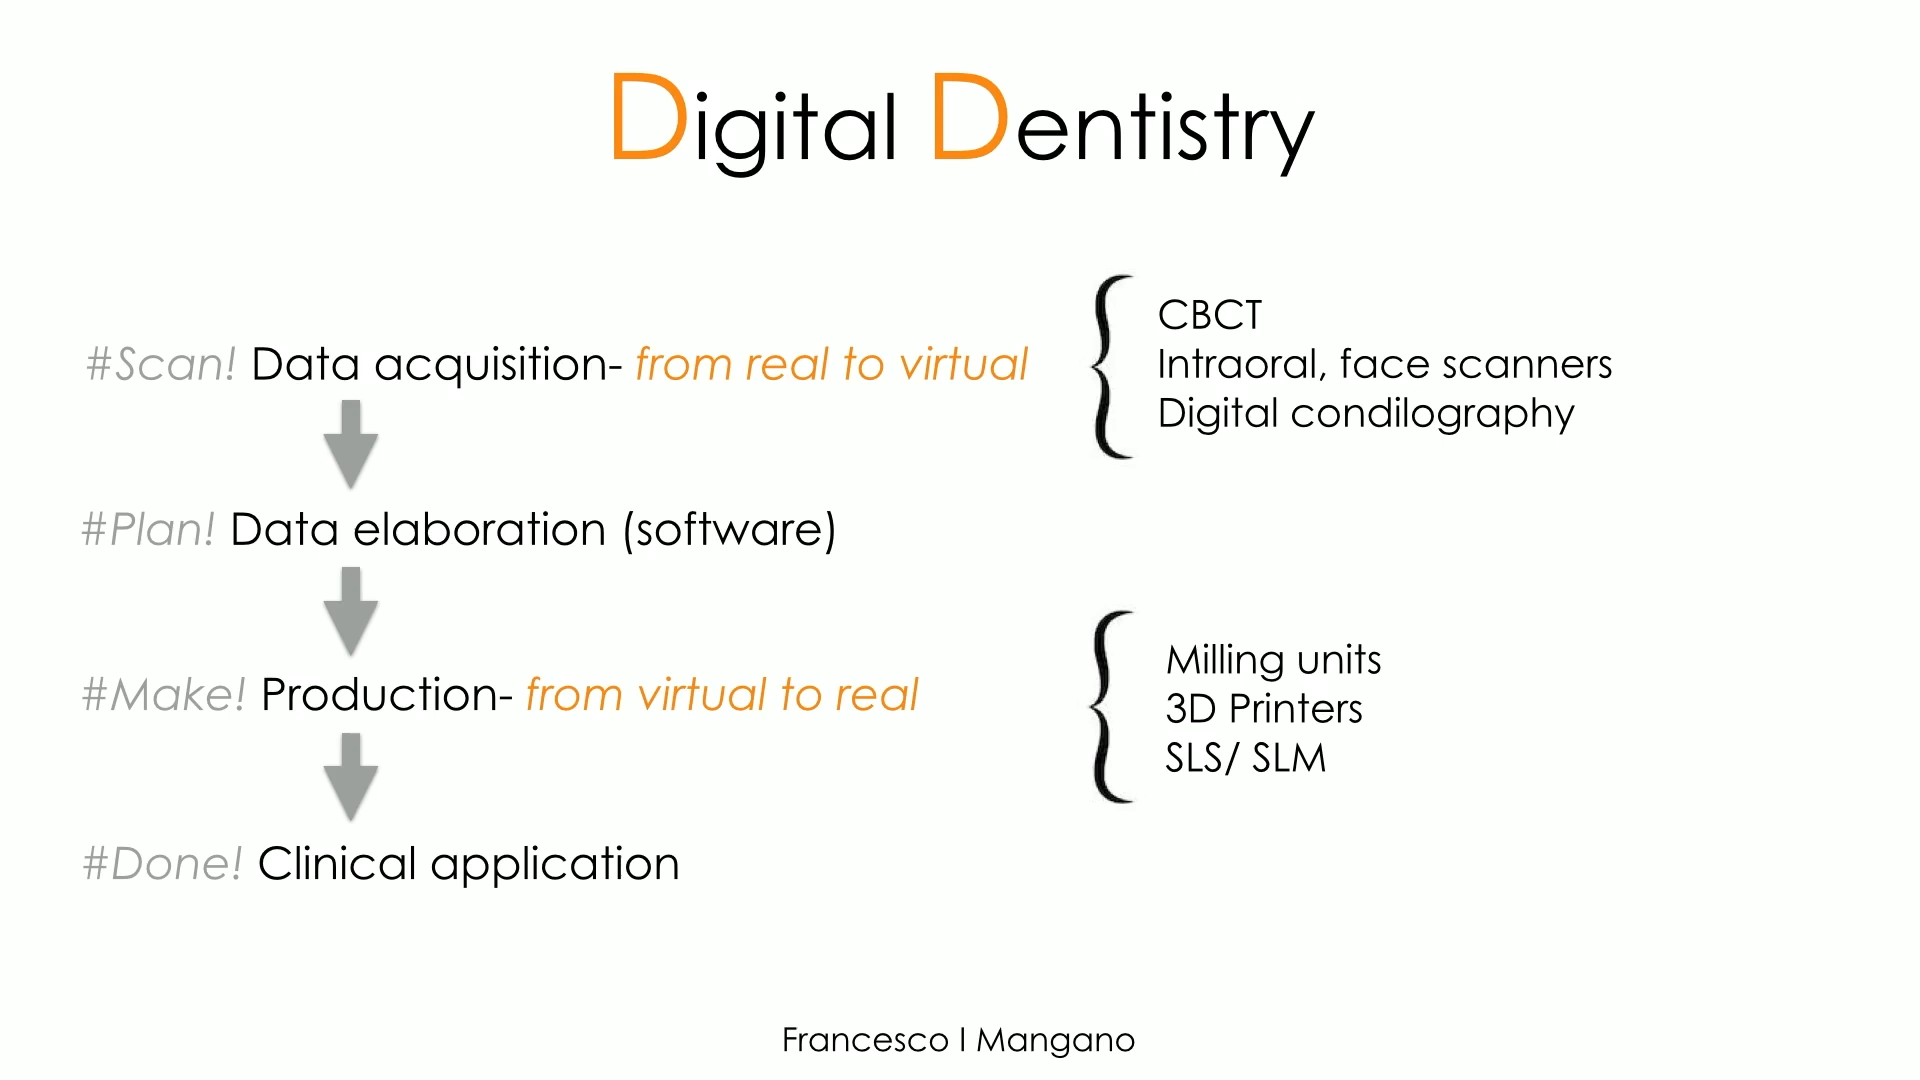 Digital Dentistry
#Scan! Data acquisition- from real to virtual
CBCT
Intraoral, face scanners
Digital condilography
#Plan! Data elaboration (software)
#Make! Production- from virtual to real
Milling units
3D Printers
SLS/ SLM
#Done! Clinical application
Francesco I Mangano